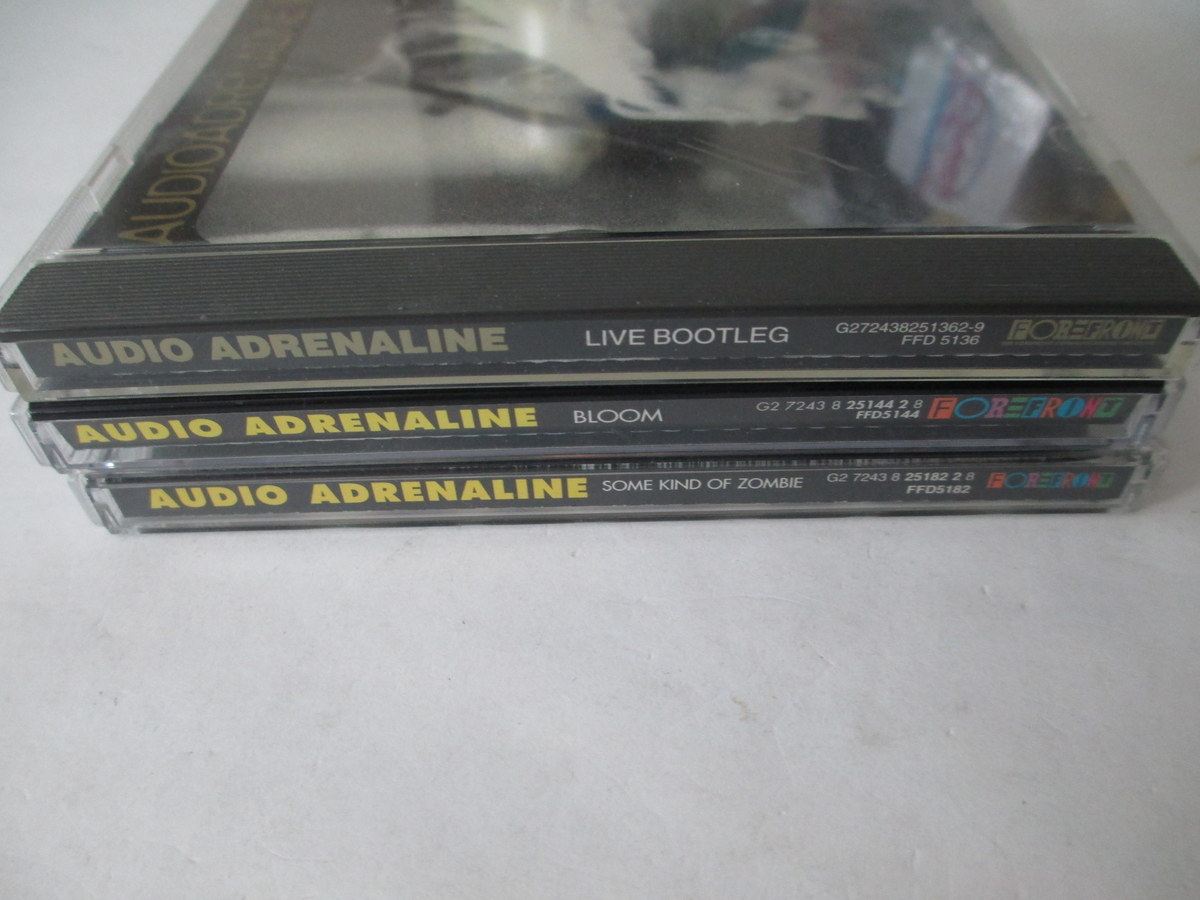 AUDIOADRENALINE
AUDIO ADRENALINE LIVE BOOTLEG G272438251362-9 FFD 5136 FOREFRONT
AUDIO ADRENALINE BLOOM G2 7243 8 25144 2 8 FFD5144 FOREFRONT
AUDIO ADRENALINE SOME KIND OF ZOMBIE G2 7243 8 25182 2 8 FFD5182 FOREFRONT